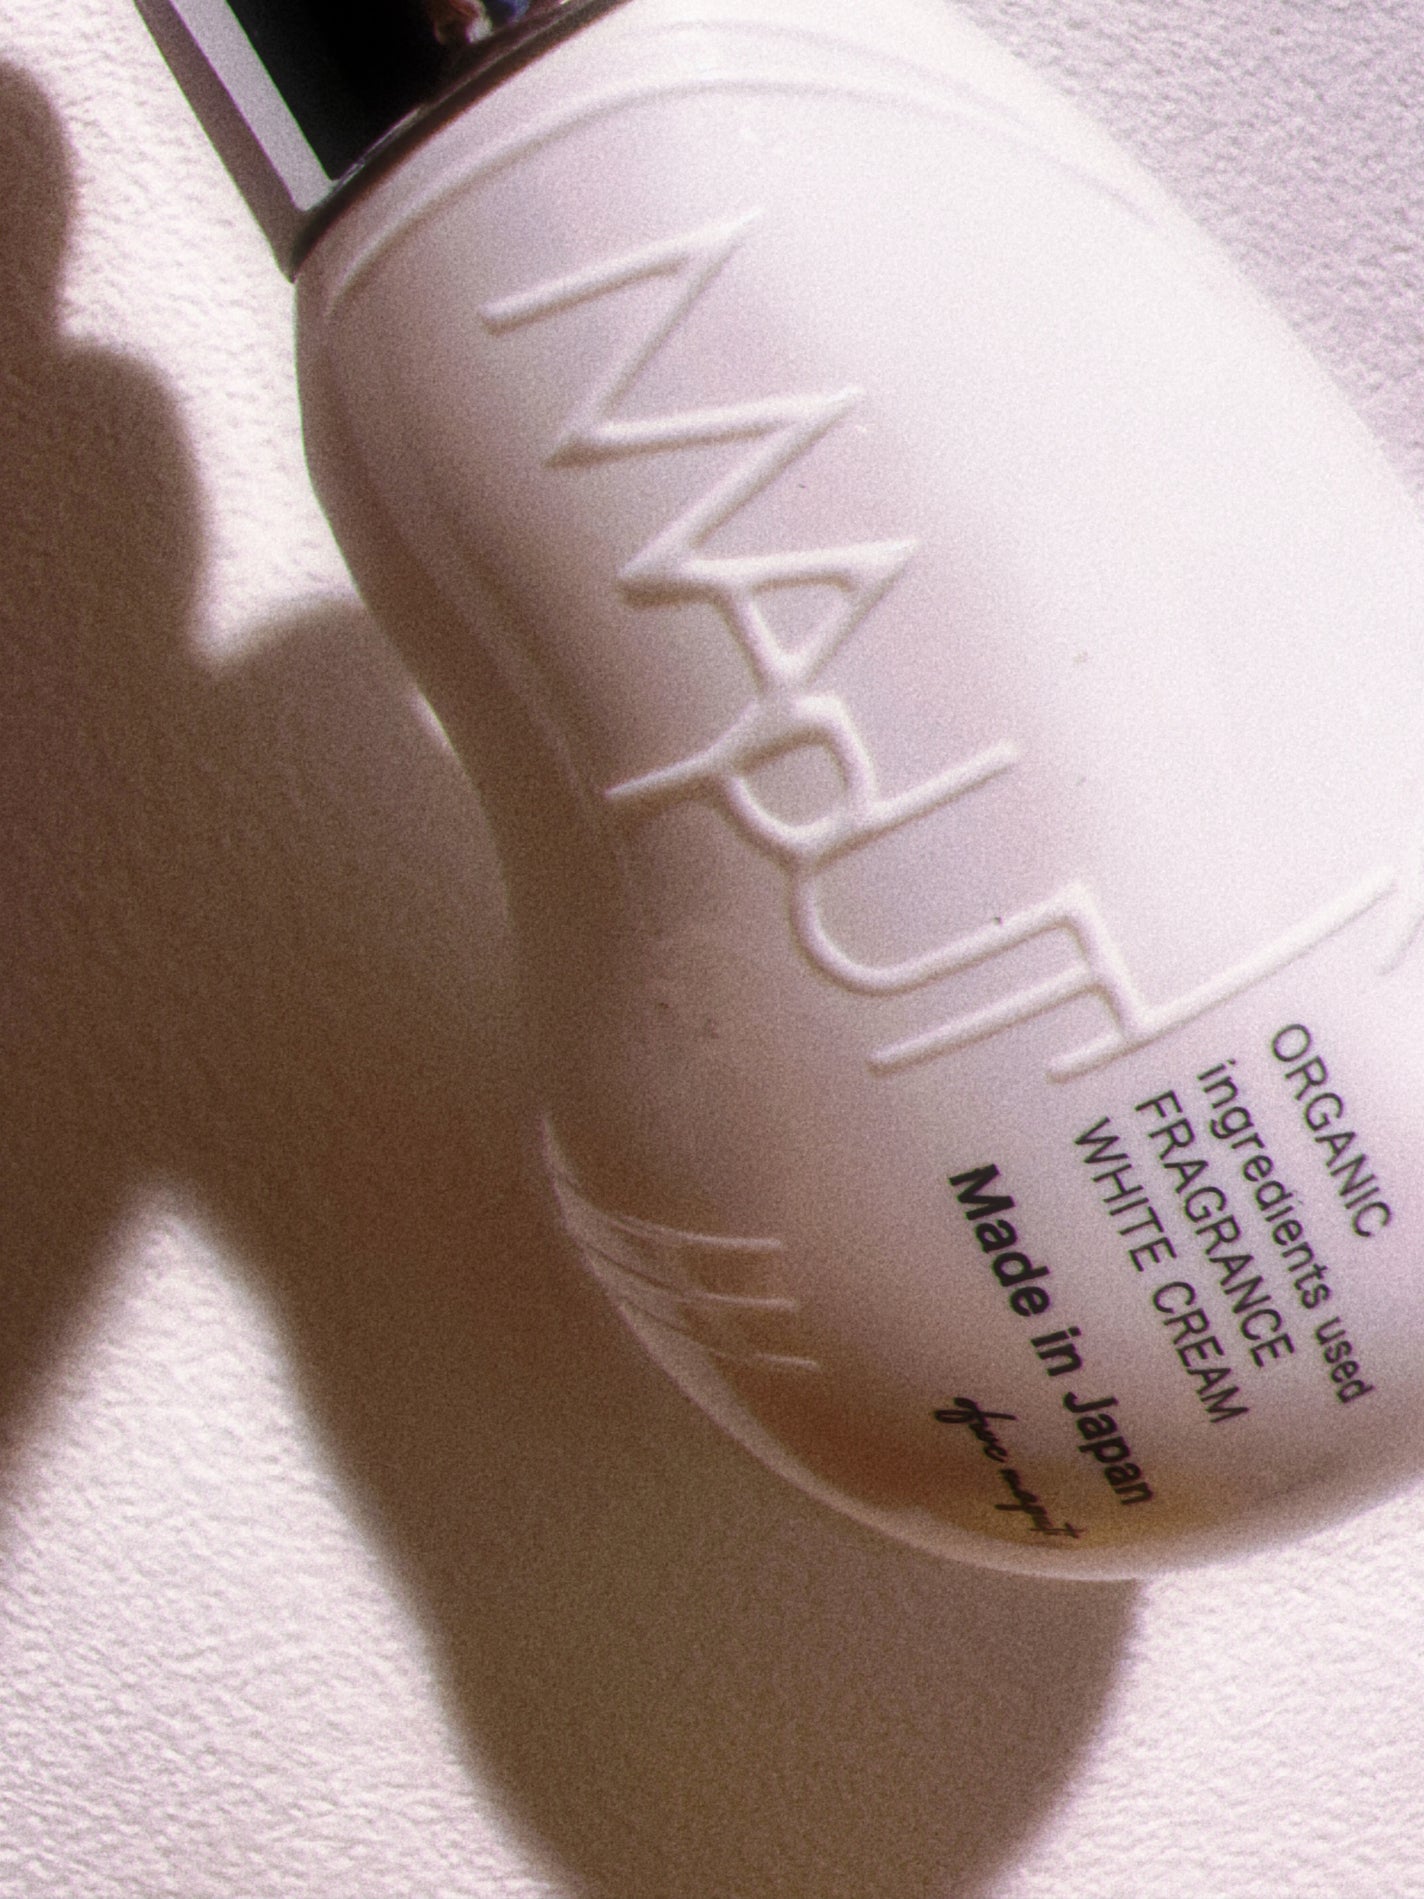 MAPUTI
ORGANIC
ingredients used
FRAGRANCE
WHITE CREAM
Made in Japan